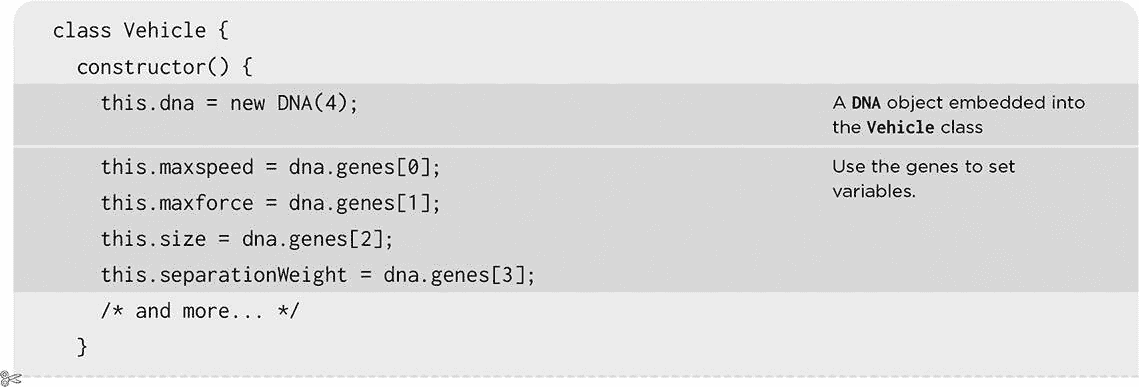 class Vehicle {
constructor() {
this.dna = new DNA(4);
A DNA object embedded into
the Vehicle class
this.maxspeed = dna.genes[0];
Use the genes to set
variables.
this.maxforce = dna.genes[1];
this.size = dna.genes[2];
this.separationWeight = dna.genes[3];
/* and more... */
}